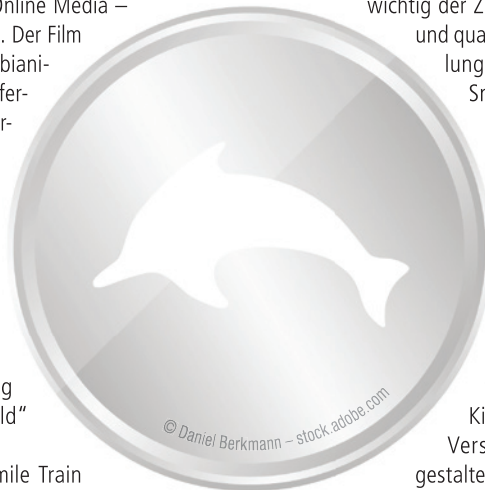 Online Media –
. Der Film
biani-
fer-
r-
g
ld“
mile Train
wichtig der Z
und qua
lung
Sr
Ki
Vers
gestalte
© Daniel Berkmann – stock.adobe.com